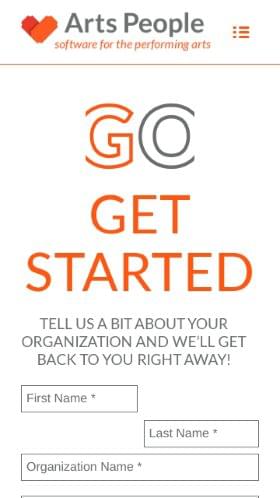 Arts People
software for the performing arts
GO
GET
STARTED
TELL US A BIT ABOUT YOUR
ORGANIZATION AND WE'LL GET
BACK TO YOU RIGHT AWAY!
First Name *
Last Name *
Organization Name *